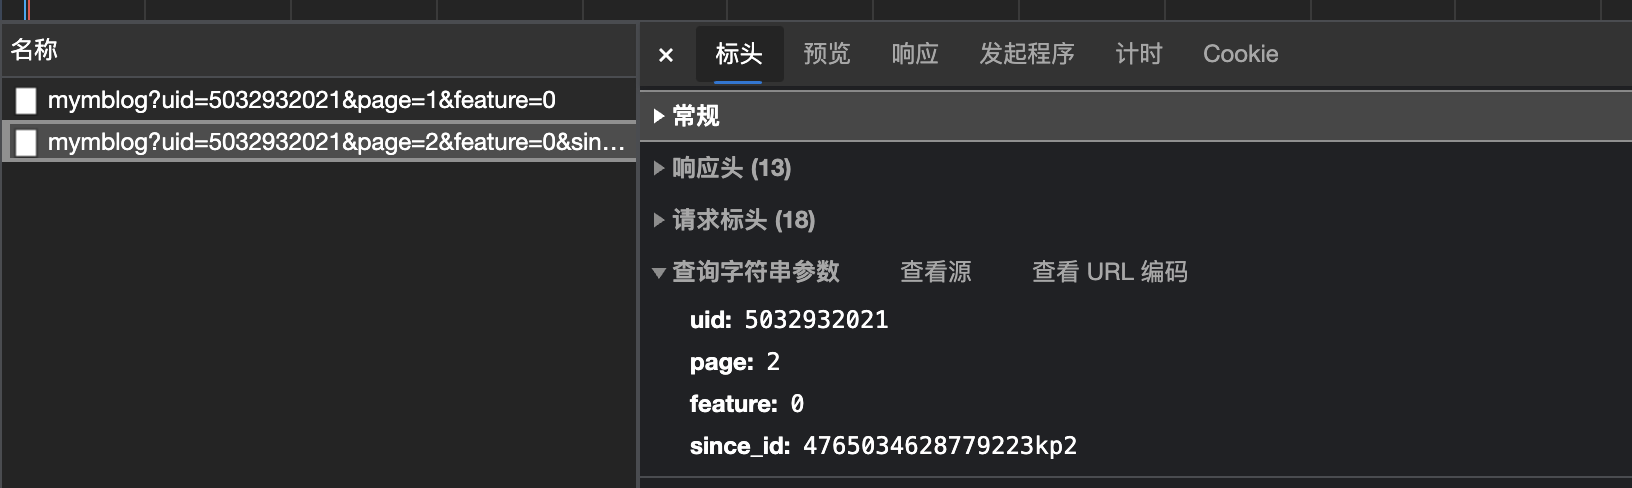 名称
mymblog?uid=5032932021&page=1&feature=0
mymblog?uid=5032932021&page=2&feature=0&sin…
× 标头 预览 响应 发起程序 计时 Cookie
常规
响应头 (13)
请求标头 (18)
查询字符串参数 查看源 查看 URL 编码
uid: 5032932021
page: 2
feature: 0
since_id: 4765034628779223kp2